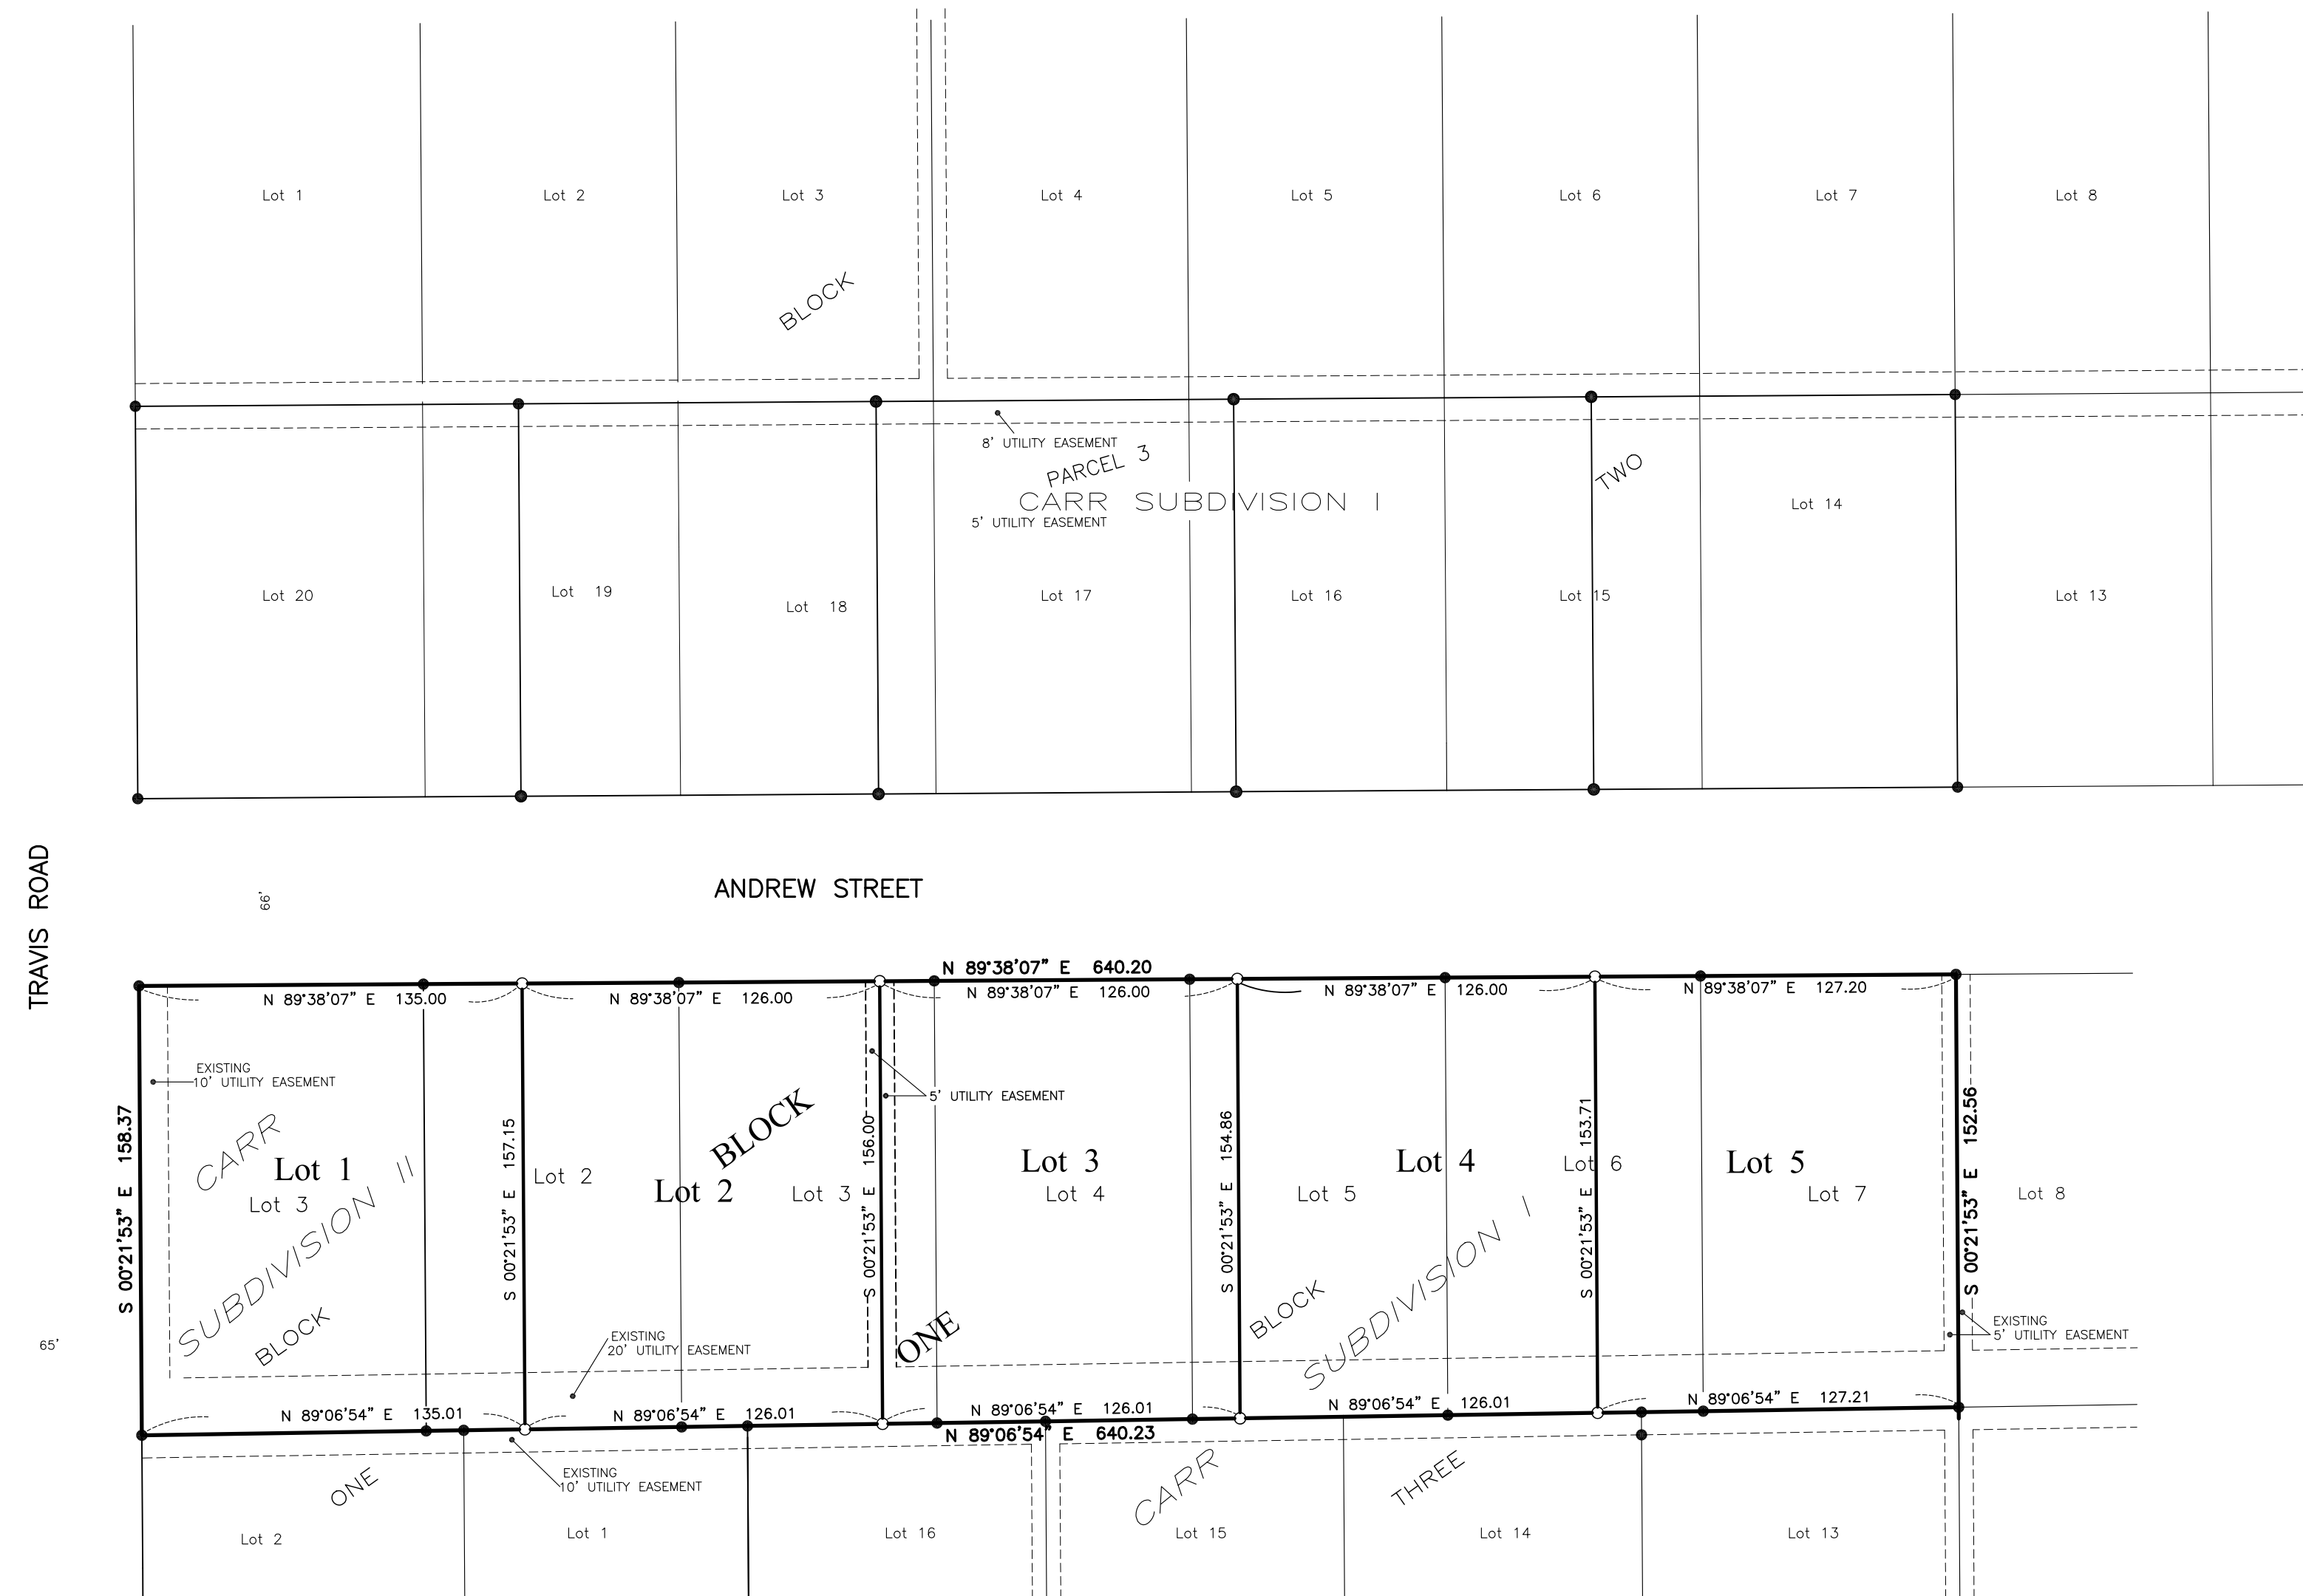 Lot 1
Lot 2
Lot 3
Lot 4
Lot 5
Lot 6
Lot 7
Lot 8
BLOCK
8' UTILITY EASEMENT
PARCEL 3
TWO
CARR SUBDIVISION I
5' UTILITY EASEMENT
Lot 14
Lot 20
Lot 19
Lot 18
Lot 17
Lot 16
Lot 15
Lot 13
TRAVIS ROAD
66'
ANDREW STREET
N 89°38'07" E 640.20
N 89°38'07" E 135.00
N 89°38'07" E 126.00
N 89°38'07" E 126.00
N 89°38'07" E 126.00
N 89°38'07" E 127.20
EXISTING
10' UTILITY EASEMENT
5' UTILITY EASEMENT
S 00°21'53" E 158.37
S 00°21'53" E 157.15
S 00°21'53" E 156.00
S 00°21'53" E 154.86
S 00°21'53" E 153.71
S 00°21'53" E 152.56
CARR
SUBDIVISION II
BLOCK
BLOCK
ONE
Lot 1
Lot 3
Lot 2
Lot 2
Lot 3
Lot 3
Lot 4
Lot 4
Lot 5
Lot 6
Lot 5
Lot 7
Lot 8
BLOCK
SUBDIVISION I
65'
EXISTING
20' UTILITY EASEMENT
EXISTING
5' UTILITY EASEMENT
N 89°06'54" E 135.01
N 89°06'54" E 126.01
N 89°06'54" E 126.01
N 89°06'54" E 126.01
N 89°06'54" E 127.21
N 89°06'54" E 640.23
EXISTING
10' UTILITY EASEMENT
ONE
CARR
THREE
Lot 2
Lot 1
Lot 16
Lot 15
Lot 14
Lot 13